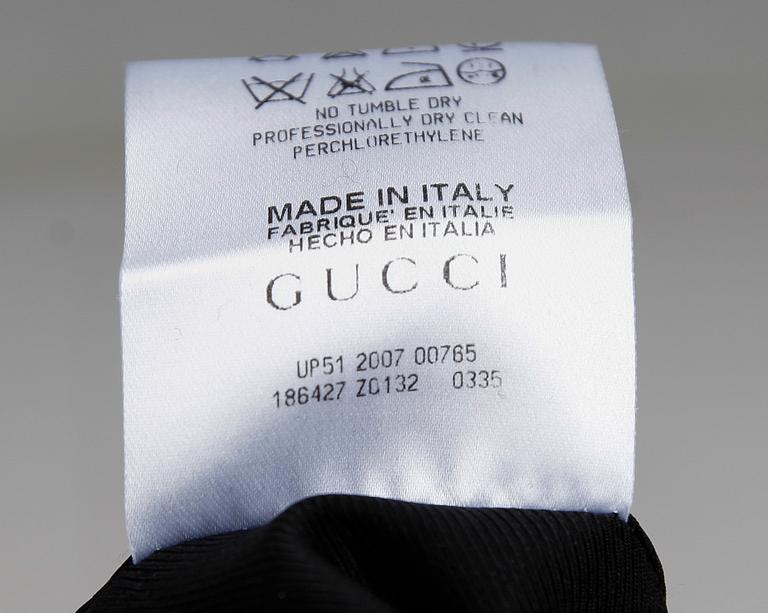 NO TUMBLE DRY
PROFESSIONALLY DRY CLEAN
PERCHLORETHYLENE
MADE IN ITALY
FABRIQUE' EN ITALIE
HECHO EN ITALIA
GUCCI
UP51 2007 00765
186427 Z0132 0335